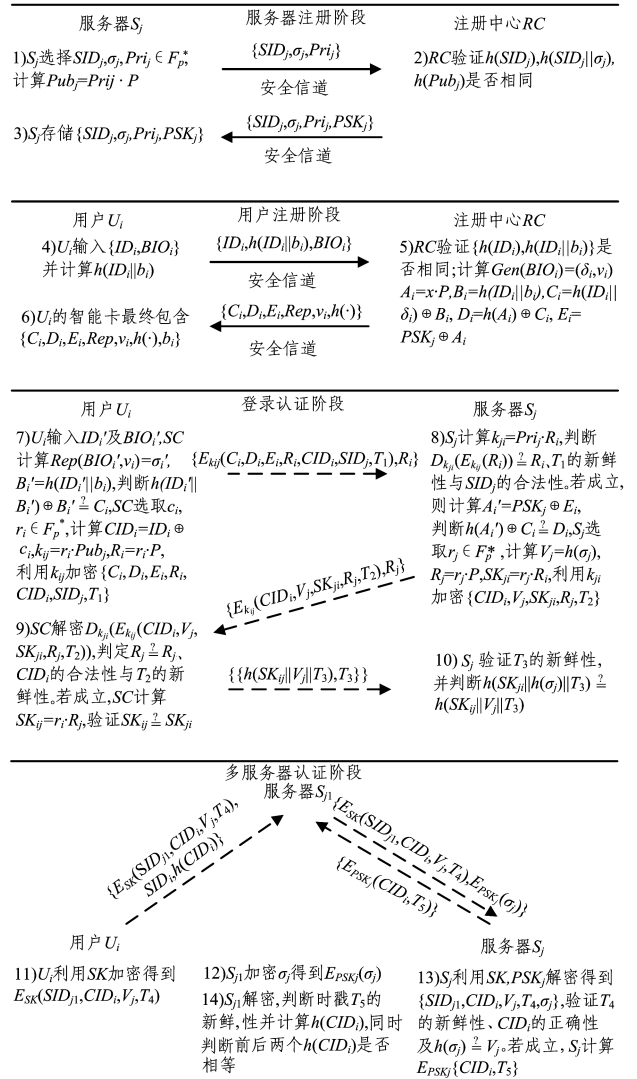 服务器Sj
服务器注册阶段
注册中心RC
1)Sj选择SIDj,σj,Prij∈Fp*,
计算Pubj=Prij · P
{SIDj,σj,Prij}
安全信道
2)RC验证h(SIDj),h(SIDj||σj),
h(Pubj)是否相同
3)Sj存储{SIDj,σj,Prij,PSKj}
{SIDj,σj,Prij,PSKj}
安全信道
用户Ui
用户注册阶段
注册中心RC
4)Ui输入{IDi,BIOi}
并计算h(IDi||bi)
{IDi,h(IDi||bi),BIOi}
安全信道
5)RC验证{h(IDi),h(IDi||bi)}是
否相同;计算Gen(BIOi)=(δi,vi)
Ai=x·P,Bi=h(IDi||bi),Ci=h(IDi||
δi)⊕Bi, Di=h(Ai)⊕Ci, Ei=
PSKj⊕Ai
6)Ui的智能卡最终包含
{Ci,Di,Ei,Rep,vi,h(·),bi}
{Ci,Di,Ei,Rep,vi,h(·)}
安全信道
用户Ui
登录认证阶段
服务器Sj
7)Ui输入IDi′及BIOi′,SC
计算Rep(BIOi′,vi)=σi′,
Bi′=h(IDi′||bi),判断h(IDi′||
Bi′)⊕Bi′≟Ci,SC选取ci,
ri∈Fp*,计算CIDi=IDi⊕
ci,kij=ri·Pubj,Ri=ri·P,
利用kij加密{Ci,Di,Ei,Ri,
CIDi,SIDj,T1}
{Ekij(Ci,Di,Ei,Ri,CIDi,SIDj,T1),Ri}
8)Sj计算kji=Prij·Ri,判断
Dkji(Ekij(Ri))≟Ri,T1的新鲜
性与SIDj的合法性。若成立,
则计算Ai′=PSKj⊕Ei,
判断h(Ai′)⊕Ci≟Di,Sj选
取rj∈Fp*,计算Vj=h(σj),
Rj=rj·P,SKji=rj·Ri,利用kji
加密{CIDi,Vj,SKji,Rj,T2}
{Ekij(CIDi,Vj,SKji,Rj,T2),Rj}
9)SC解密Dkji(Ekij(CIDi,Vj,
SKji,Rj,T2)),判定Rj≟Rj、
CIDi的合法性与T2的新
鲜性。若成立,SC计算
SKij=ri·Rj,验证SKij≟SKji
{{h(SKij||Vj||T3),T3}}
10) Sj 验证T3的新鲜性,
并判断h(SKji||h(σj)||T3)≟
h(SKij||Vj||T3)
多服务器认证阶段
服务器Sj1
{ESK(SIDj1,CIDi,Vj,T4),
SIDi,h(CIDi)}
{ESK(SIDj1,CIDi,Vj,T4),EPSKj(σj)}
{EPSKj(CIDi,T5)}
用户Ui
服务器Sj
11)Ui利用SK加密得到
ESK(SIDj1,CIDi,Vj,T4)
12)Sj1加密σj得到EPSKj(σj)
14)Sj1解密,判断时戳T5的
新鲜,性并计算h(CIDi),同时
判断前后两个h(CIDi)是否
相等
13)Sj利用SK,PSKj解密得到
{SIDj1,CIDi,Vj,T4,σj},验证T4
的新鲜性、CIDi的正确性
及h(σj)≟Vj。若成立, Sj计算
EPSKj{CIDi,T5}